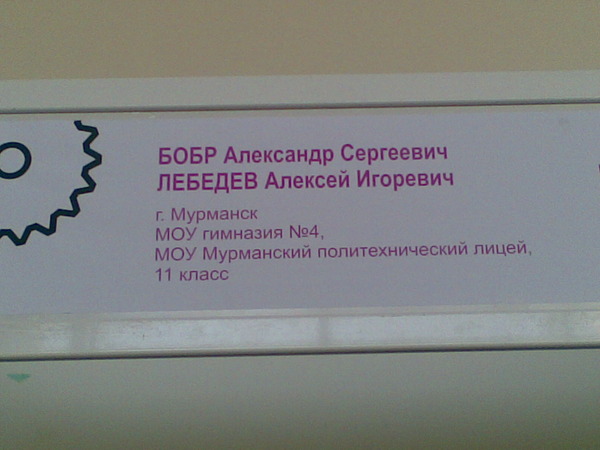 БОБР Александр Сергеевич
ЛЕБЕДЕВ Алексей Игоревич
г. Мурманск
МОУ гимназия №4,
МОУ Мурманский политехнический лицей,
11 класс